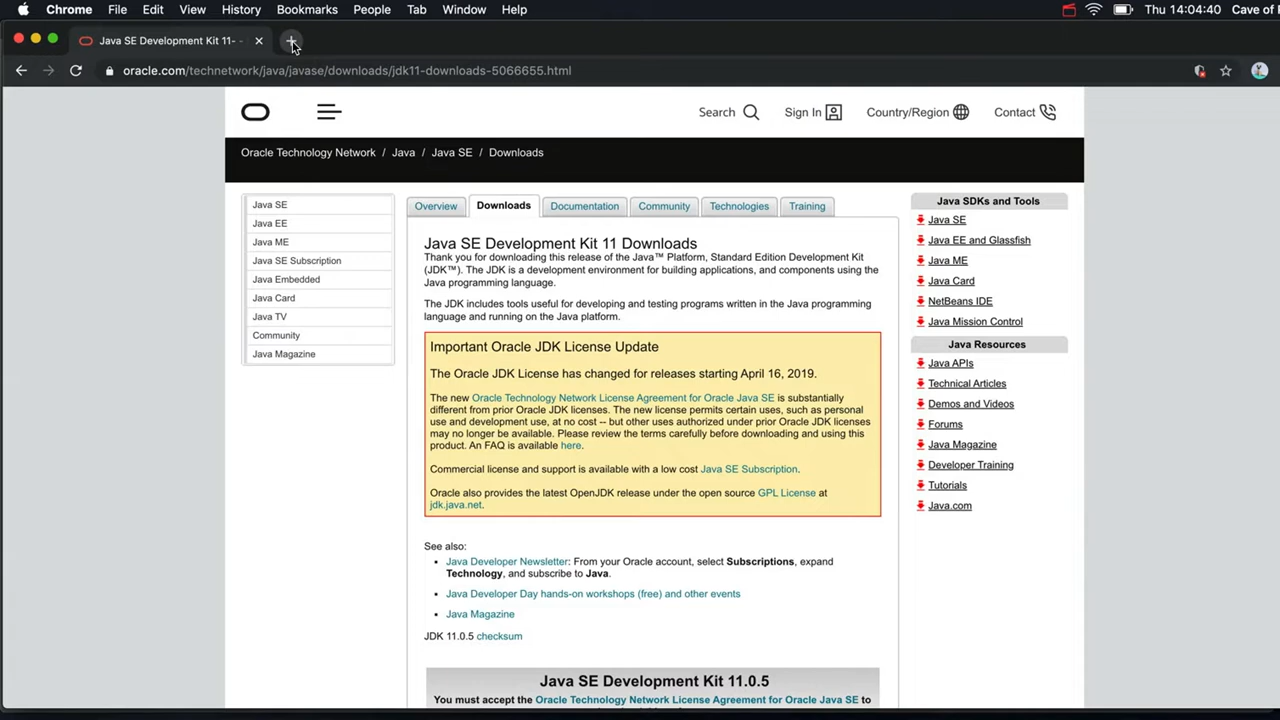 Chrome File Edit View History Bookmarks People Tab Window Help Thu 14:04:40 Cave of
Java SE Development Kit 11- -
oracle.com/technetwork/java/javase/downloads/jdk11-downloads-5066655.html
Search Sign In Country/Region Contact
Oracle Technology Network / Java / Java SE / Downloads
Java SE
Java EE
Java ME
Java SE Subscription
Java Embedded
Java Card
Java TV
Community
Java Magazine
Overview Downloads Documentation Community Technologies Training
Java SE Development Kit 11 Downloads
Thank you for downloading this release of the Java™ Platform, Standard Edition Development Kit
(JDK™). The JDK is a development environment for building applications, and components using the
Java programming language.
The JDK includes tools useful for developing and testing programs written in the Java programming
language and running on the Java platform.
Important Oracle JDK License Update
The Oracle JDK License has changed for releases starting April 16, 2019.
The new Oracle Technology Network License Agreement for Oracle Java SE is substantially
different from prior Oracle JDK licenses. The new license permits certain uses, such as personal
use and development use, at no cost -- but other uses authorized under prior Oracle JDK licenses
may no longer be available. Please review the terms carefully before downloading and using this
product. An FAQ is available here.
Commercial license and support is available with a low cost Java SE Subscription.
Oracle also provides the latest OpenJDK release under the open source GPL License at
jdk.java.net.
See also:
Java Developer Newsletter: From your Oracle account, select Subscriptions, expand
Technology, and subscribe to Java.
Java Developer Day hands-on workshops (free) and other events
Java Magazine
JDK 11.0.5 checksum
Java SE Development Kit 11.0.5
You must accept the Oracle Technology Network License Agreement for Oracle Java SE to
Java SDKs and Tools
Java SE
Java EE and Glassfish
Java ME
Java Card
NetBeans IDE
Java Mission Control
Java Resources
Java APIs
Technical Articles
Demos and Videos
Forums
Java Magazine
Developer Training
Tutorials
Java.com